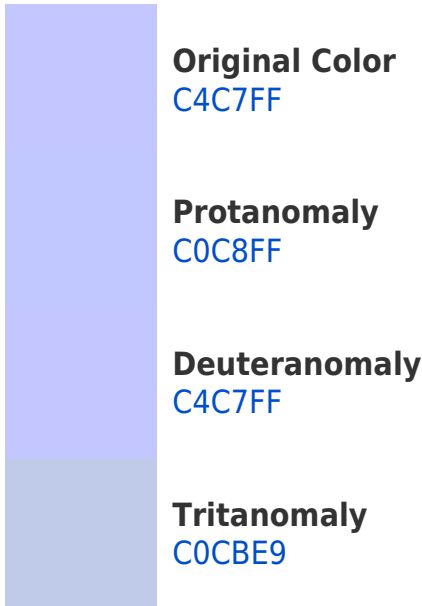 Original Color
C4C7FF
Protanomaly
C0C8FF
Deuteranomaly
C4C7FF
Tritanomaly
C0CBE9